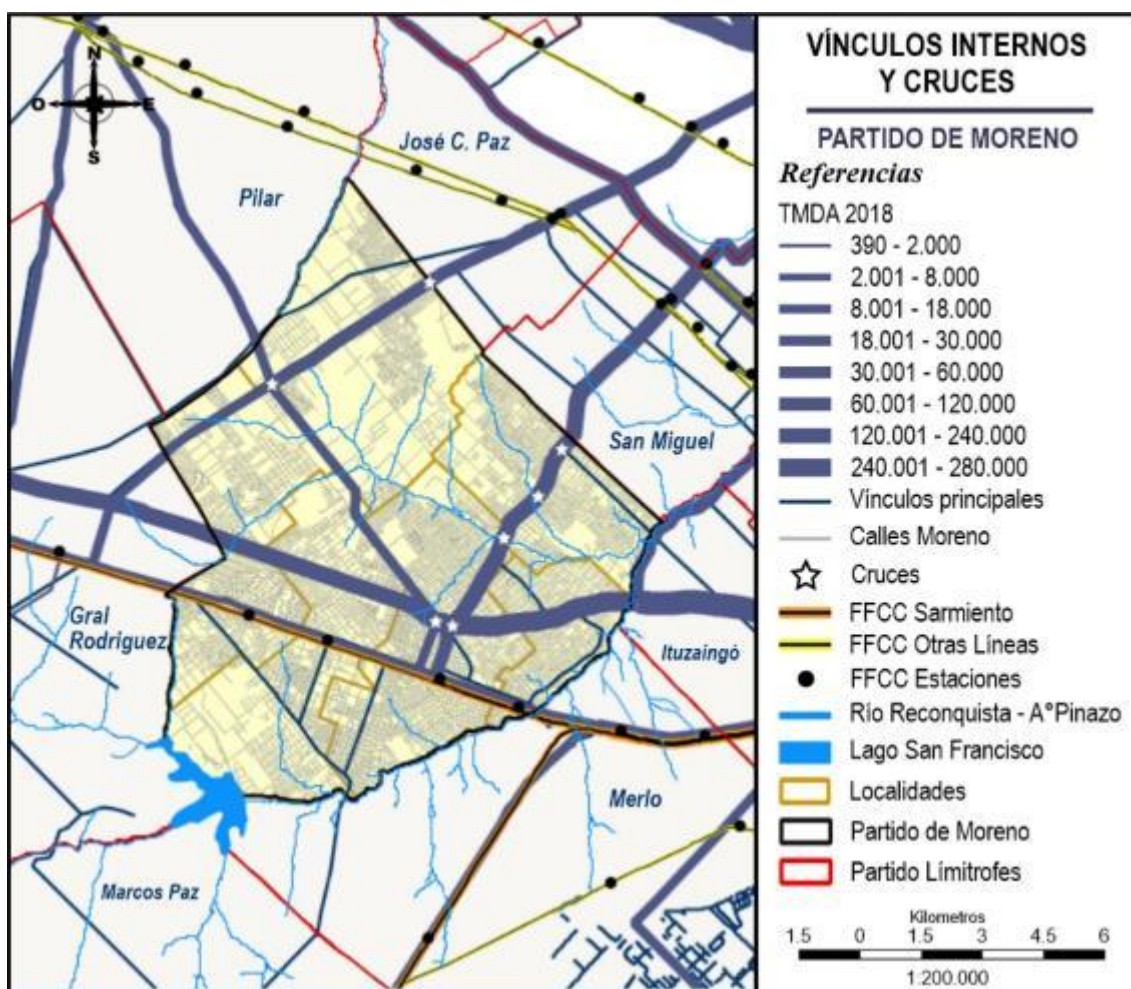 N
O
E
S
José C. Paz
Pilar
San Miguel
Gral
Rodríguez
Ituzaíngó
Merlo
Marcos Paz
VÍNCULOS INTERNOS
Y CRUCES
PARTIDO DE MORENO
Referencias
TMDA 2018
390 - 2.000
2.001 - 8.000
8.001 - 18.000
18.001 - 30.000
30.001 - 60.000
60.001 - 120.000
120.001 - 240.000
240.001 - 280.000
Vínculos principales
Calles Moreno
Cruces
FFCC Sarmiento
FFCC Otras Líneas
FFCC Estaciones
Río Reconquista - A°Pinazo
Lago San Francisco
Localidades
Partido de Moreno
Partido Límitrofes
Kilometros
1.5 0 1.5 3 4.5 6
1:200.000